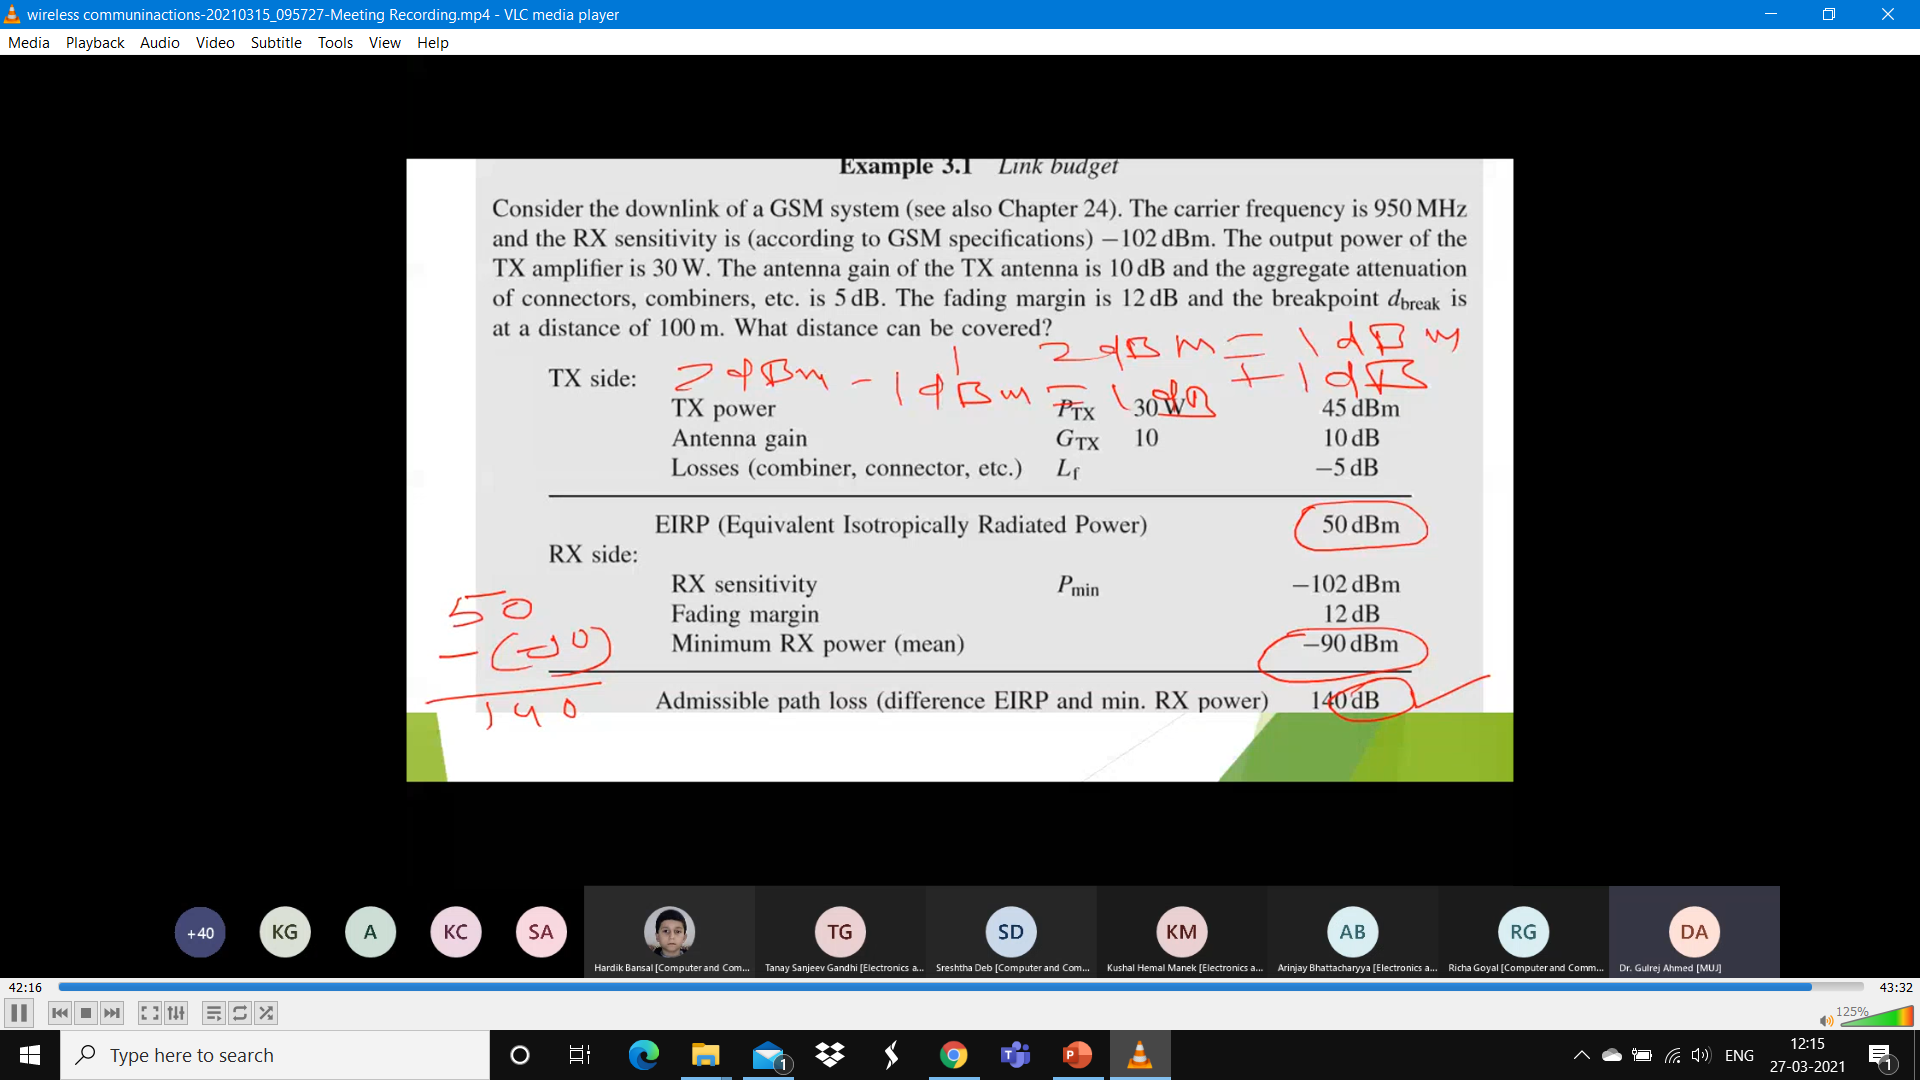 wireless communinactions-20210315_095727-Meeting Recording.mp4 - VLC media player
Media Playback Audio Video Subtitle Tools View Help
Example 3.1 Link budget
Consider the downlink of a GSM system (see also Chapter 24). The carrier frequency is 950 MHz
and the RX sensitivity is (according to GSM specifications) −102 dBm. The output power of the
TX amplifier is 30 W. The antenna gain of the TX antenna is 10 dB and the aggregate attenuation
of connectors, combiners, etc. is 5 dB. The fading margin is 12 dB and the breakpoint dbreak is
at a distance of 100 m. What distance can be covered?
2 dBm = 1 dBm
+ 1 dB
TX side:
2 dBm - 1 dBm = 1 dB
TX power PTX 30 W 45 dBm
Antenna gain GTX 10 10 dB
Losses (combiner, connector, etc.) Lf −5 dB
EIRP (Equivalent Isotropically Radiated Power) 50 dBm
RX side:
RX sensitivity Pmin −102 dBm
Fading margin 12 dB
Minimum RX power (mean) −90 dBm
Admissible path loss (difference EIRP and min. RX power) 140 dB
50
140
+40 KG A KC SA TG SD KM AB RG DA
Hardik Bansal [Computer and Com... Tanay Sanjeev Gandhi [Electronics a... Sreshtha Deb [Computer and Com... Kushal Hemal Manek [Electronics a... Arinjay Bhattacharyya [Electronics a... Richa Goyal [Computer and Comm... Dr. Gulrej Ahmed [MUJ]
42:16 43:32
125%
Type here to search
1
ENG
12:15
27-03-2021
1